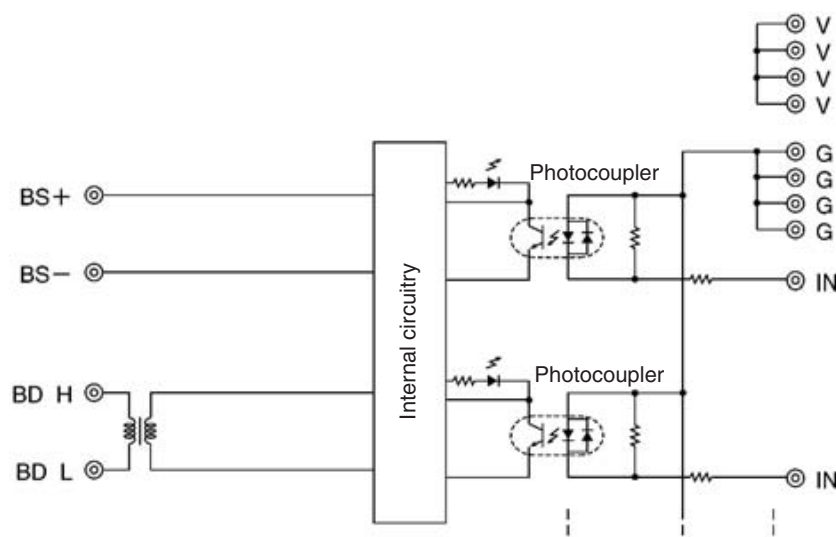 V
V
V
V
G
G
G
G
Photocoupler
BS+
BS−
IN
Internal circuitry
Photocoupler
BD H
BD L
IN